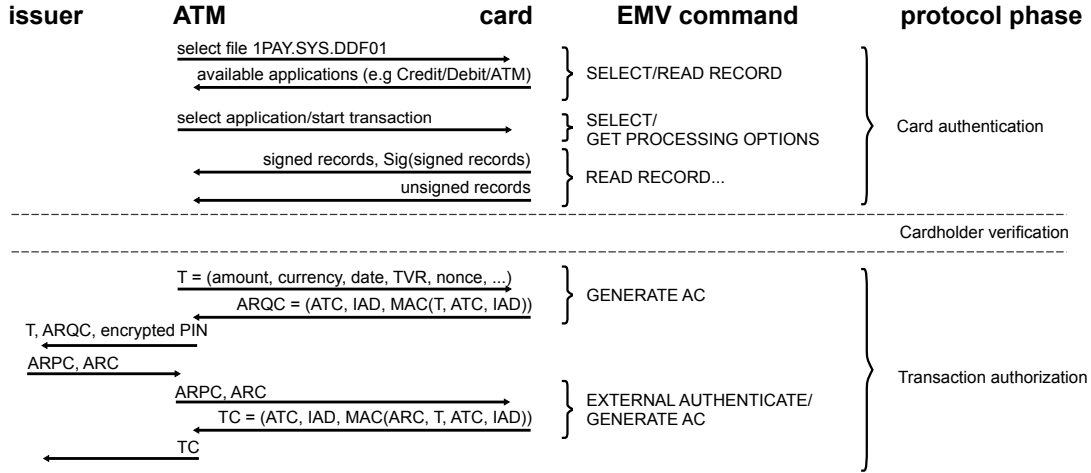 issuer ATM card EMV command protocol phase
select file 1PAY.SYS.DDF01
available applications (e.g Credit/Debit/ATM)
SELECT/READ RECORD
select application/start transaction
SELECT/
GET PROCESSING OPTIONS
Card authentication
signed records, Sig(signed records)
unsigned records
READ RECORD...
Cardholder verification
T = (amount, currency, date, TVR, nonce, ...)
ARQC = (ATC, IAD, MAC(T, ATC, IAD))
GENERATE AC
T, ARQC, encrypted PIN
ARPC, ARC
Transaction authorization
ARPC, ARC
TC = (ATC, IAD, MAC(ARC, T, ATC, IAD))
EXTERNAL AUTHENTICATE/
GENERATE AC
TC